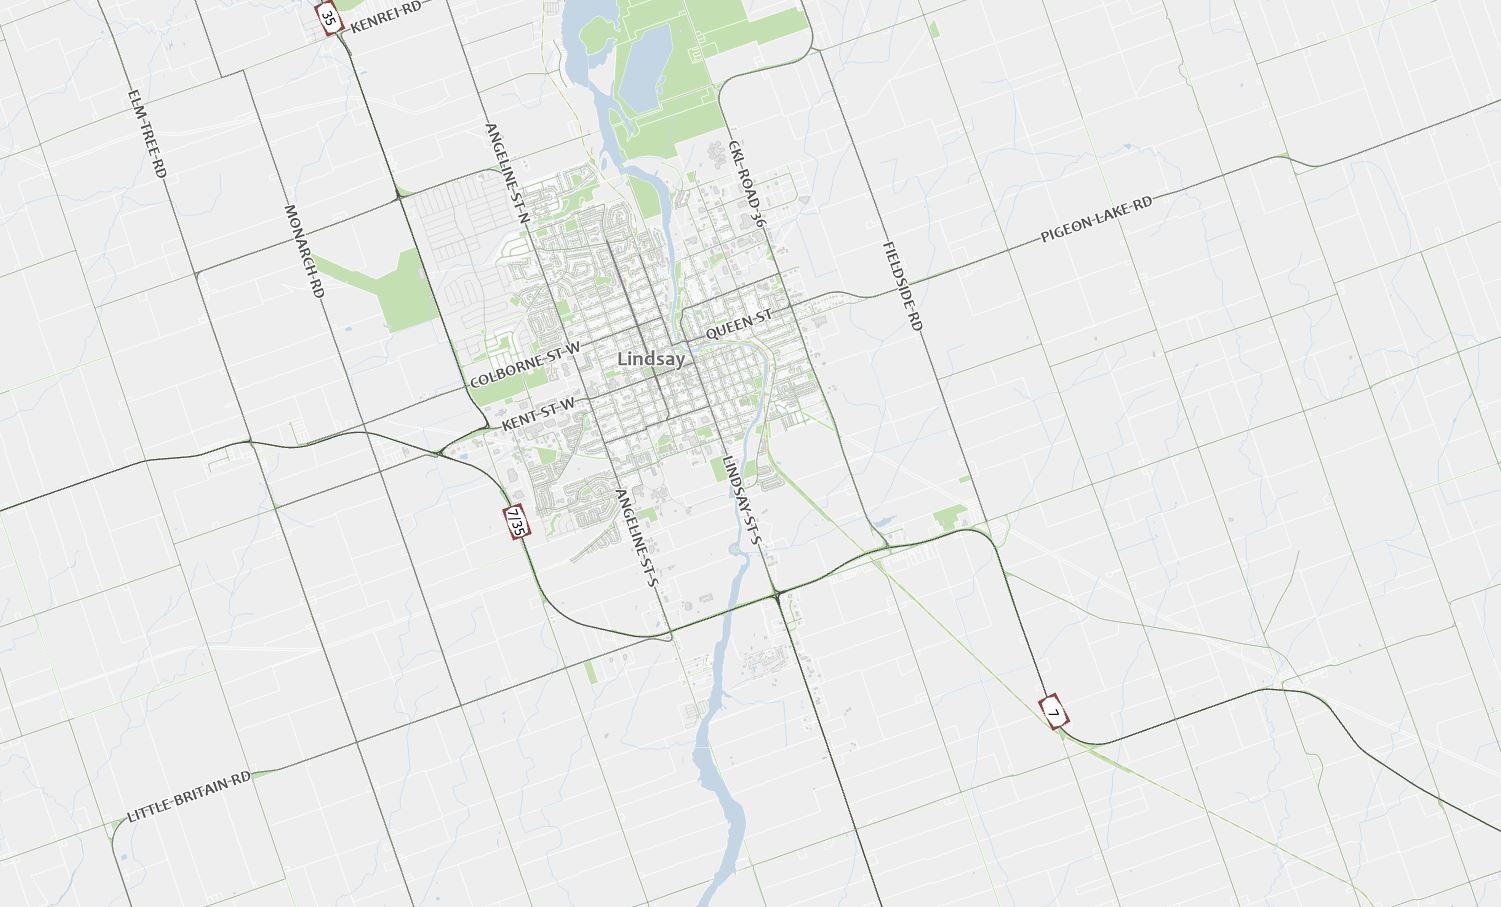 35
KENREI RD
ELM TREE RD
ANGELINE ST N
CKL ROAD 36
MONARCH RD
PIGEON LAKE RD
FIELDSIDE RD
QUEEN ST
COLBORNE ST W
Lindsay
KENT ST W
LINDSAY ST S
7/35
ANGELINE ST S
7
LITTLE BRITAIN RD